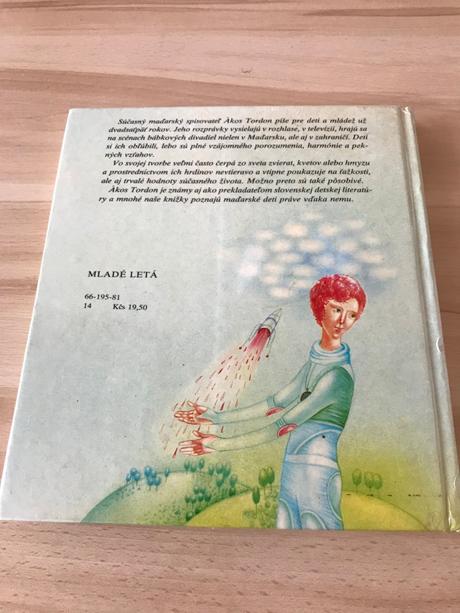 Súčasný maďarský spisovateľ Ákos Tordon píše pre deti a mládež už
dvadsaťpäť rokov. Jeho rozprávky vysielajú v rozhlase, v televízii, hrajú sa
na scénach bábkových divadiel nielen v Maďarsku, ale aj v zahraničí. Deti
si ich obľúbili, lebo sú plné vzájomného porozumenia, harmónie a pek-
ných vzťahov.
Vo svojej tvorbe veľmi často čerpá zo sveta zvierat, kvetov alebo hmyzu
a prostredníctvom ich hrdinov nevtieravo a vtipne poukazuje na ťažkosti,
ale aj trvalé hodnoty súčasného života. Možno preto sú také pôsobivé.
Ákos Tordon je známy aj ako prekladateľom slovenskej detskej literatú-
ry a mnohé naše knižky poznajú maďarské deti práve vďaka nemu.
MLADÉ LETÁ
66-195-81
14 Kčs 19,50